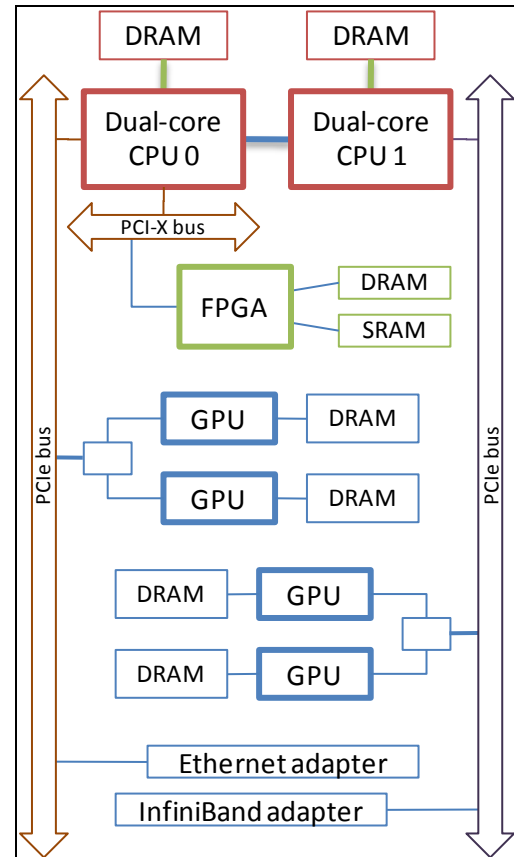 DRAM
DRAM
Dual-core
CPU 0
Dual-core
CPU 1
PCI-X bus
FPGA
DRAM
SRAM
GPU
DRAM
PCIe bus
PCIe bus
GPU
DRAM
DRAM
GPU
DRAM
GPU
Ethernet adapter
InfiniBand adapter